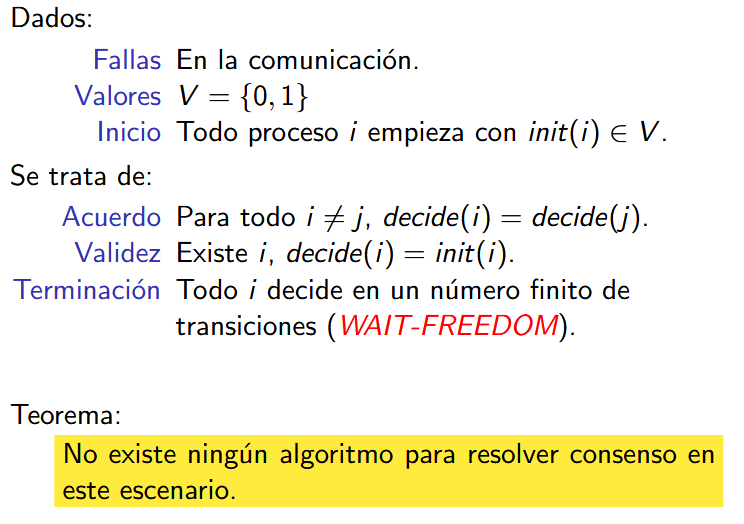 Dados:
Fallas En la comunicación.
Valores V = {0, 1}
Inicio Todo proceso i empieza con init(i) ∈ V.
Se trata de:
Acuerdo Para todo i ≠ j, decide(i) = decide(j).
Validez Existe i, decide(i) = init(i).
Terminación Todo i decide en un número finito de
transiciones (WAIT-FREEDOM).
Teorema:
No existe ningún algoritmo para resolver consenso en
este escenario.